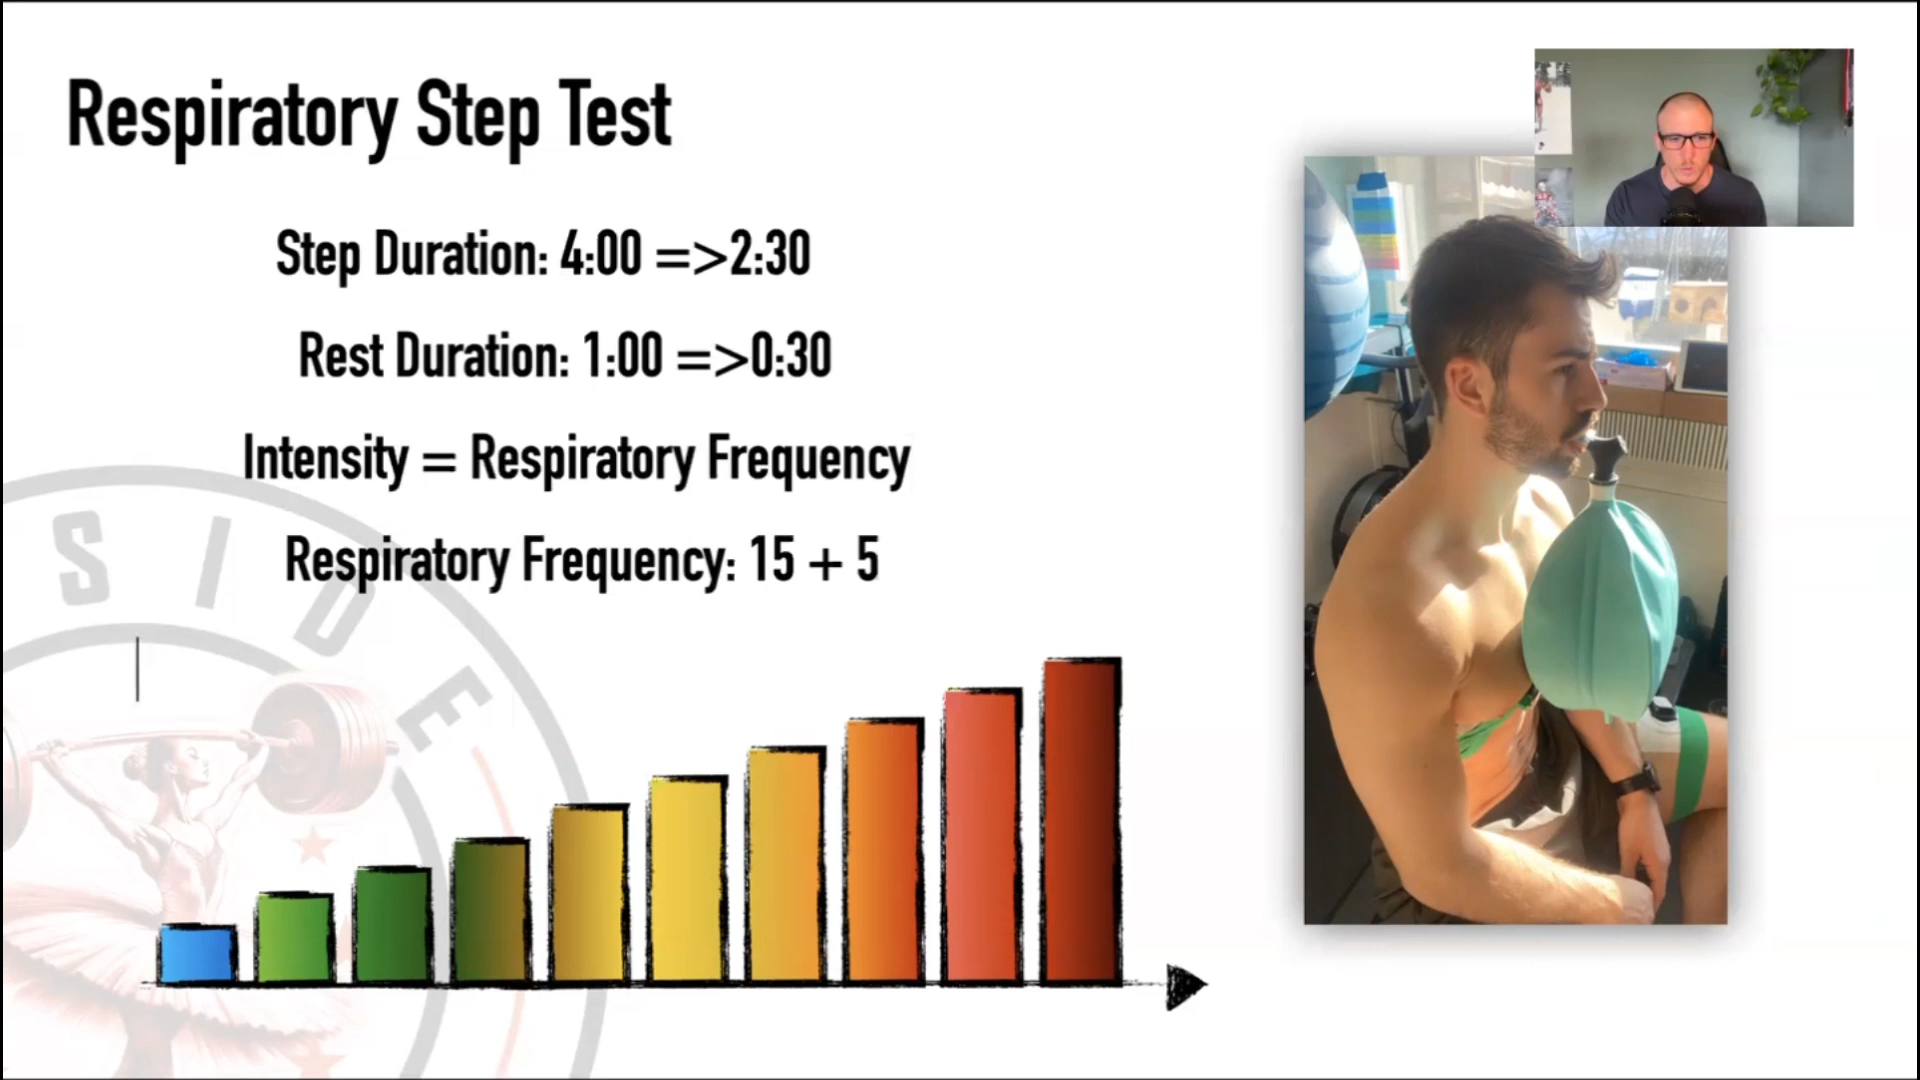 Respiratory Step Test
Step Duration: 4:00 =>2:30
Rest Duration: 1:00 =>0:30
Intensity = Respiratory Frequency
Respiratory Frequency: 15 + 5
SIDE